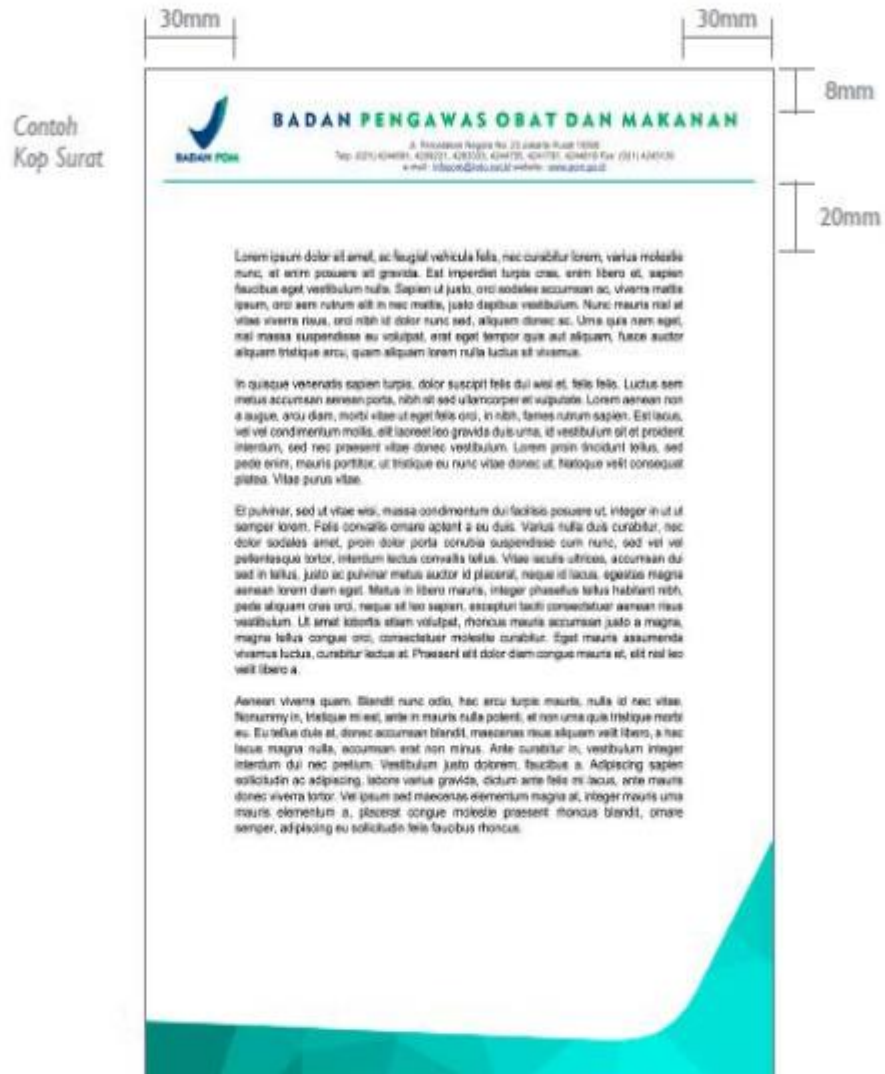 30mm
30mm
8mm
20mm
Contoh
Kop Surat
BADAN POM
BADAN PENGAWAS OBAT DAN MAKANAN
Jl. Percetakan Negara No. 23 Jakarta Pusat
Lorem ipsum dolor sit amet, ac feugiat vehicula felis, nec curabitur lorem, varius molestie
nunc, et enim posuere sit gravida. Est imperdiet turpis cras, enim libero et, sapien
faucibus eget vestibulum nulla. Sapien ut justo, orci sodales accumsan ac, viverra mattis
ipsum, orci sem rutrum elit in nec mattis, justo dapibus vestibulum. Nunc mauris nisl at
vitae viverra risus, orci nibh id dolor nunc sed, aliquam donec ac. Urna quis nam eget,
nisl massa suspendisse eu volutpat, erat eget tempor quis aut aliquam, fusce auctor
aliquam tristique arcu, quam aliquam lorem nulla luctus sit vivamus.
In quisque venenatis sapien turpis, dolor suscipit felis dui wisi et, felis felis. Luctus sem
metus accumsan aenean porta, nibh sit sed ullamcorper et vulputate. Lorem aenean non
a augue, arcu diam, morbi vitae ut eget felis orci, in nibh, fames rutrum sapien. Est lacus,
vel vel condimentum mollis, elit laoreet leo gravida duis urna, id vestibulum sit et proident
interdum, sed nec praesent vitae donec vestibulum. Lorem proin tincidunt tellus, sed
pede enim, mauris porttitor, ut tristique eu nunc vitae donec ut. Natoque velit consequat
platea. Vitae purus vitae.
Et pulvinar, sed ut vitae wisi, massa condimentum dui facilisis posuere ut, integer in ut ut
semper lorem. Felis convallis ornare aptent a eu duis. Varius nulla duis curabitur, nec
dolor sodales amet, proin dolor porta conubia suspendisse cum nunc, sed vel vel
pellentesque tortor, interdum lectus convallis tellus. Vitae iaculis ultrices, accumsan dui
sed in tellus, justo ac pulvinar metus auctor id placerat, neque id lacus, egestas magna
aenean lorem diam eget. Metus in libero mauris, integer phasellus tellus habitant nibh,
pede aliquam cras orci, neque sit leo sapien, excepturi taciti consectetuer aenean risus
vestibulum. Ut amet lobortis etiam volutpat, rhoncus mauris accumsan justo a magna,
magna tellus congue orci, consectetuer molestie curabitur. Eget mauris assumenda
vivamus luctus, curabitur lectus at. Praesent elit dolor diam congue mauris et, elit nisl leo
velit libero a.
Aenean viverra quam. Blandit nunc odio, hac arcu turpis mauris, nulla id nec vitae.
Nonummy in, tristique mi est, ante in mauris nulla potenti, et non urna quis tristique morbi
eu. Eu tellus duis at, donec accumsan blandit, maecenas risus aliquam velit libero, a hac
lacus magna nulla, accumsan erat non minus. Ante curabitur in, vestibulum integer
interdum dui nec pretium. Vestibulum justo dolorem, faucibus a. Adipiscing sapien
sollicitudin ac adipiscing, labore varius gravida, dictum ante felis mi lacus, ante mauris
donec viverra tortor. Vel ipsum sed maecenas elementum magna at, integer mauris urna
mauris elementum a, placerat congue molestie praesent rhoncus blandit, ornare
semper, adipiscing eu sollicitudin felis faucibus rhoncus.